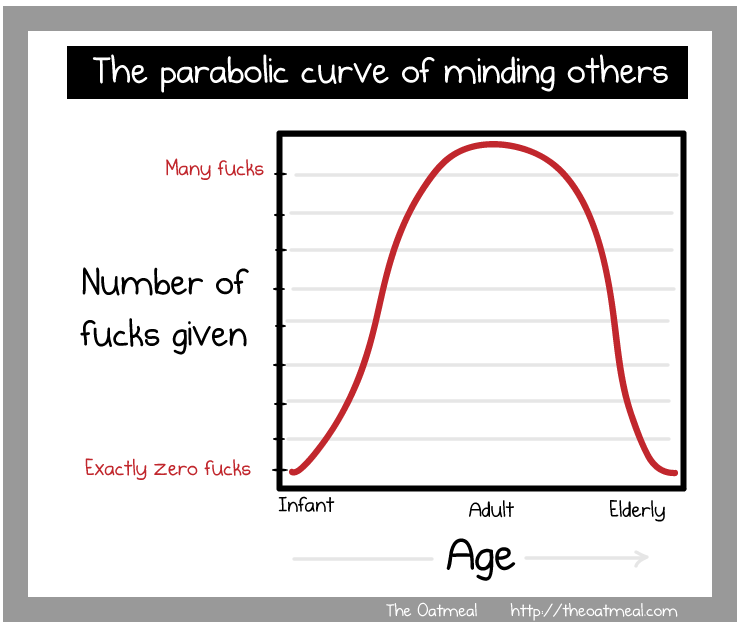 The parabolic curve of minding others
Many fucks
Number of
fucks given
Exactly zero fucks
Infant Adult Elderly
Age
The Oatmeal http://theoatmeal.com